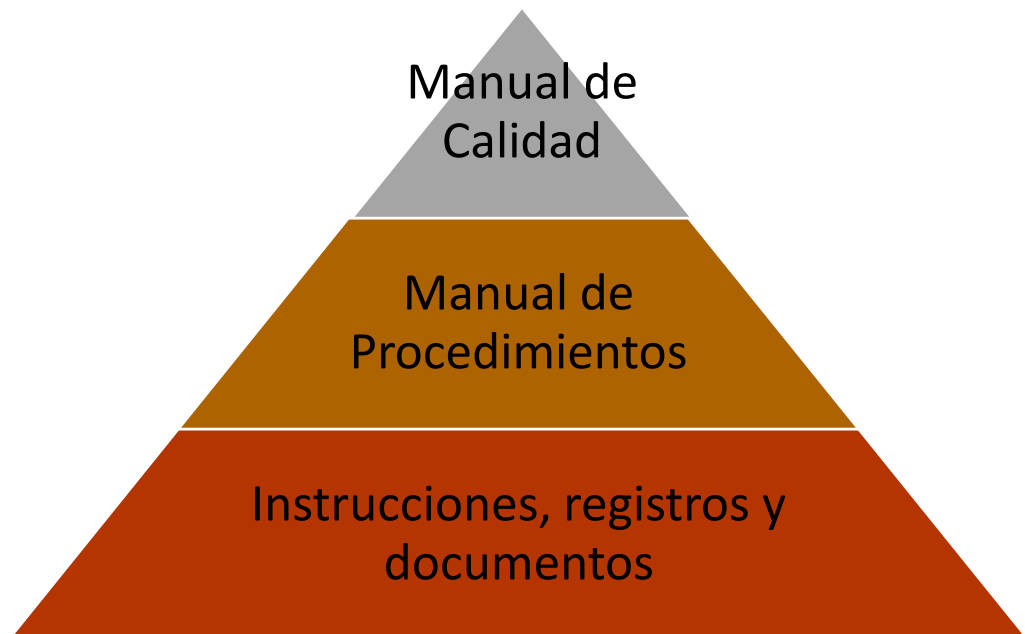 Manual de
Calidad
Manual de
Procedimientos
Instrucciones, registros y
documentos